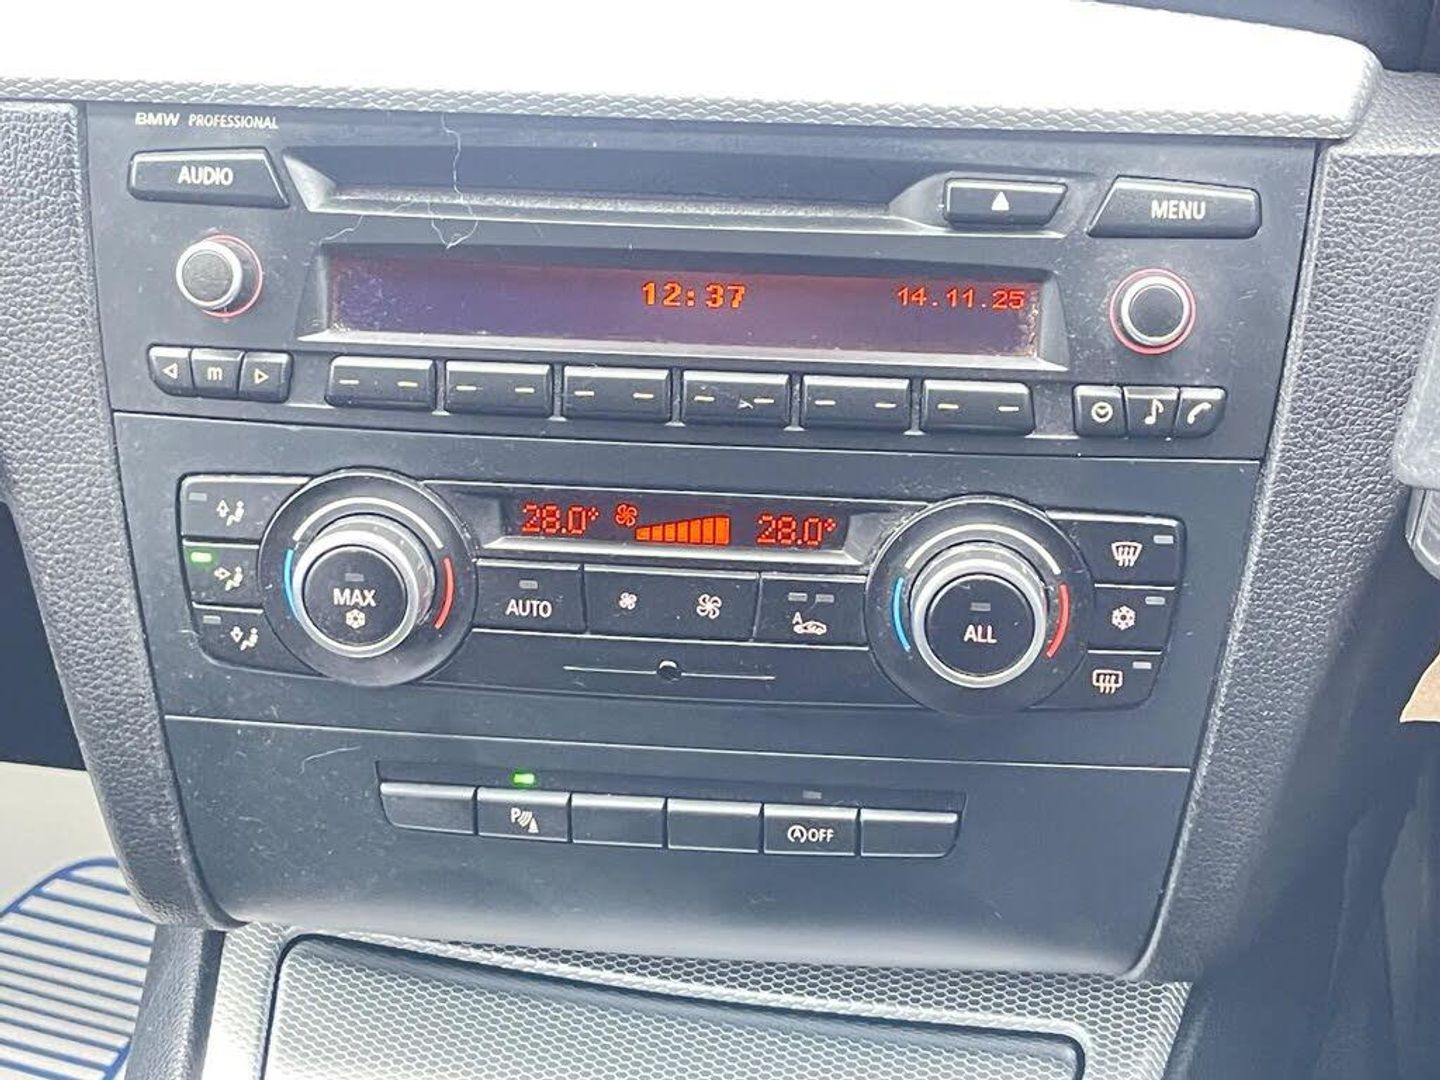 BMW PROFESSIONAL
AUDIO
MENU
12:37 14.11.25
m
28.0° 28.0°
MAX
AUTO
A
ALL
P
A OFF